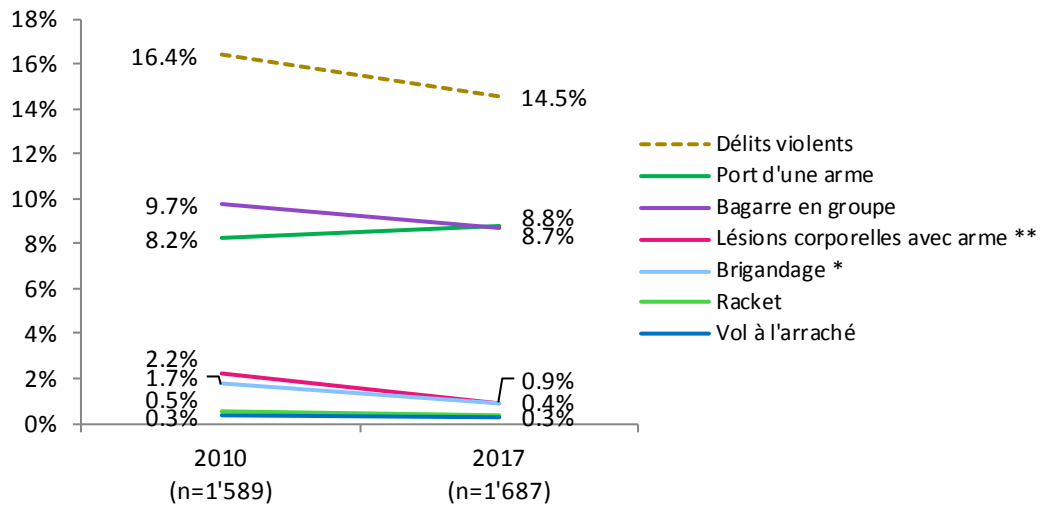 18%
16%
14%
12%
10%
8%
6%
4%
2%
0%
16.4%
14.5%
9.7%
8.2%
8.8%
8.7%
2.2%
1.7%
0.5%
0.3%
0.9%
0.4%
0.3%
2010
(n=1'589)
2017
(n=1'687)
Délits violents
Port d'une arme
Bagarre en groupe
Lésions corporelles avec arme **
Brigandage *
Racket
Vol à l'arraché